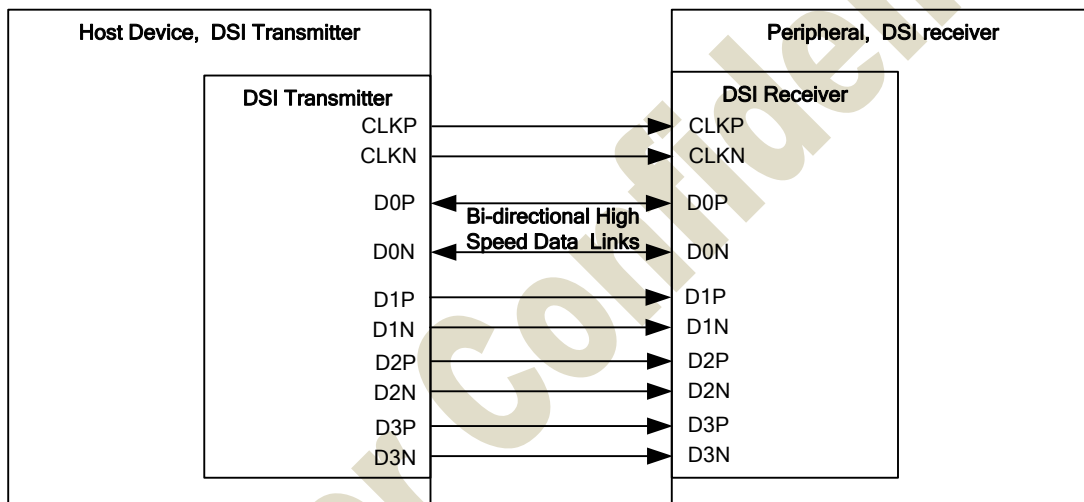 Host Device, DSI Transmitter
Peripheral, DSI receiver
DSI Transmitter
DSI Receiver
CLKP
CLKP
CLKN
CLKN
D0P
D0P
Bi-directional High
Speed Data Links
D0N
D0N
D1P
D1P
D1N
D1N
D2P
D2P
D2N
D2N
D3P
D3P
D3N
D3N